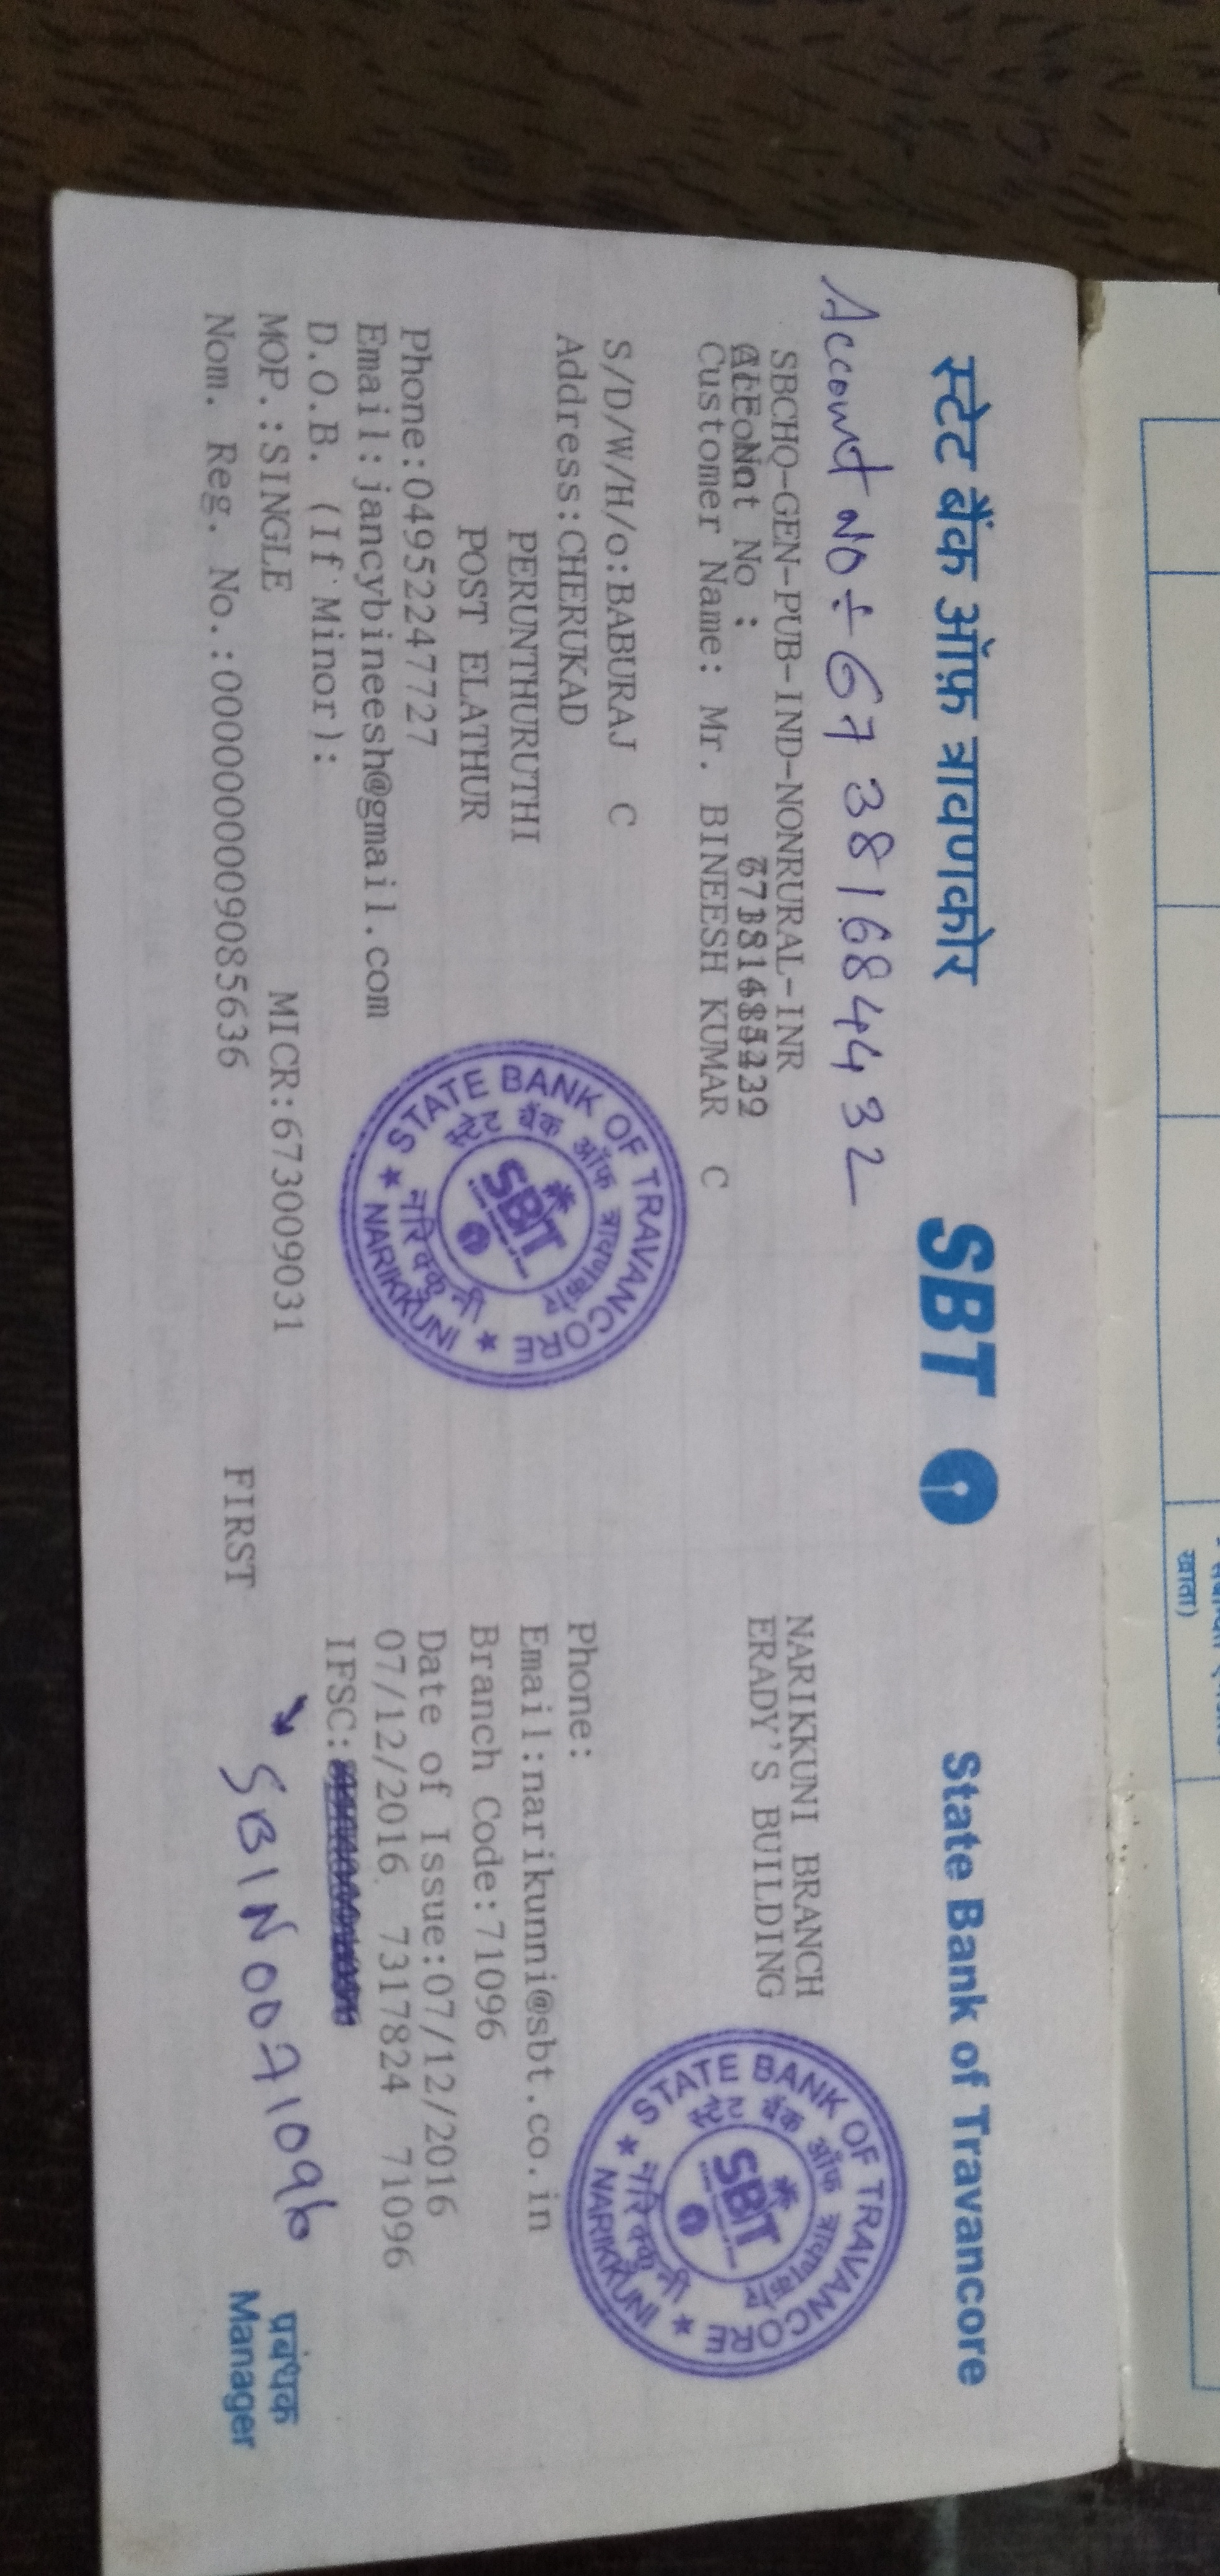 स्टेट बैंक ऑफ़ त्रावणकोर SBT State Bank of Travancore
Account No ÷ 67381684432
SBCHQ-GEN-PUB-IND-NONRURAL-INR
No :
Customer Name: Mr. BINEESH KUMAR C
S/D/W/H/o:BABURAJ C
Address:CHERUKAD
PERUNTHURUTHI
POST ELATHUR
Phone:04952247727
Email:jancybineesh@gmail.com
D.O.B. (If Minor):
MOP.:SINGLE MICR:673009031
Nom. Reg. No.:00000000009085636 FIRST
NARIKKUNI BRANCH
ERADY'S BUILDING
Phone:
Email:narikunni@sbt.co.in
Branch Code:71096
Date of Issue:07/12/2016
07/12/2016 7317824 71096
IFSC:
SBIN0071096
प्रबंधक
Manager
STATE BANK OF TRAVANCORE
स्टेट बैंक ऑफ त्रावणकोर
SBT
नरिक्कुनी
NARIKKUNI
STATE BANK OF TRAVANCORE
स्टेट बैंक ऑफ त्रावणकोर
SBT
नरिक्कुनी
NARIKKUNI
खाता)